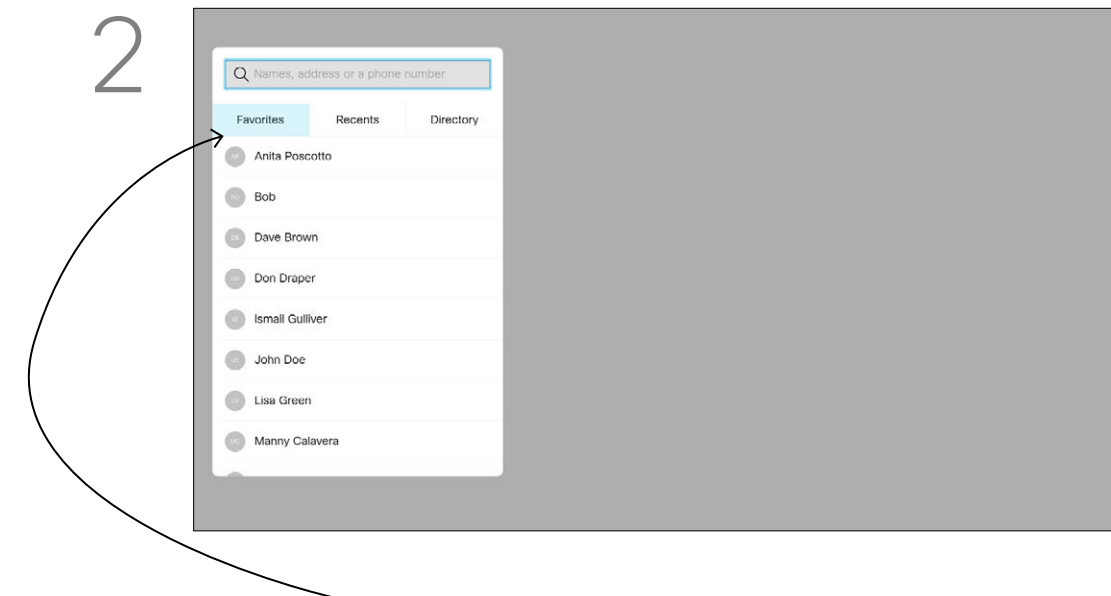 2
Names, address or a phone number
Favorites Recents Directory
Anita Poscotto
Bob
Dave Brown
Don Draper
Ismail Gulliver
John Doe
Lisa Green
Manny Calavera